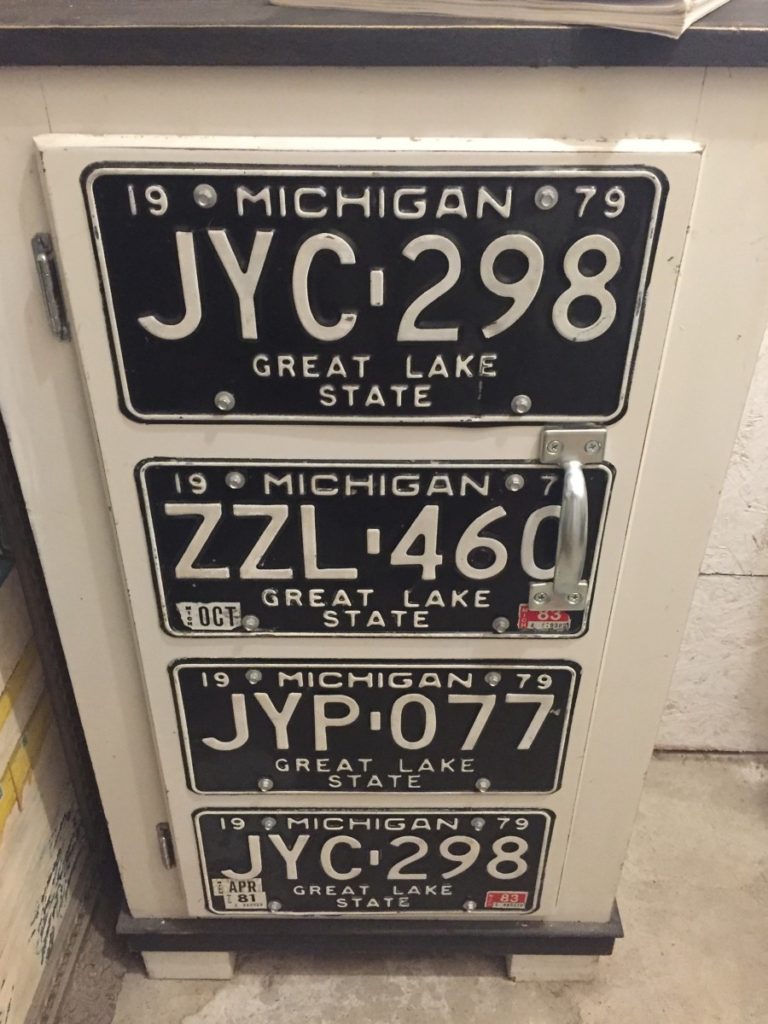 19 MICHIGAN 79
JYC-298
GREAT LAKE
STATE
19 MICHIGAN 7
ZZL-460
GREAT LAKE
STATE
MICH OCT 83
19 MICHIGAN 79
JYP-077
GREAT LAKE
STATE
19 MICHIGAN 79
JYC-298
GREAT LAKE
STATE
APR
81 83